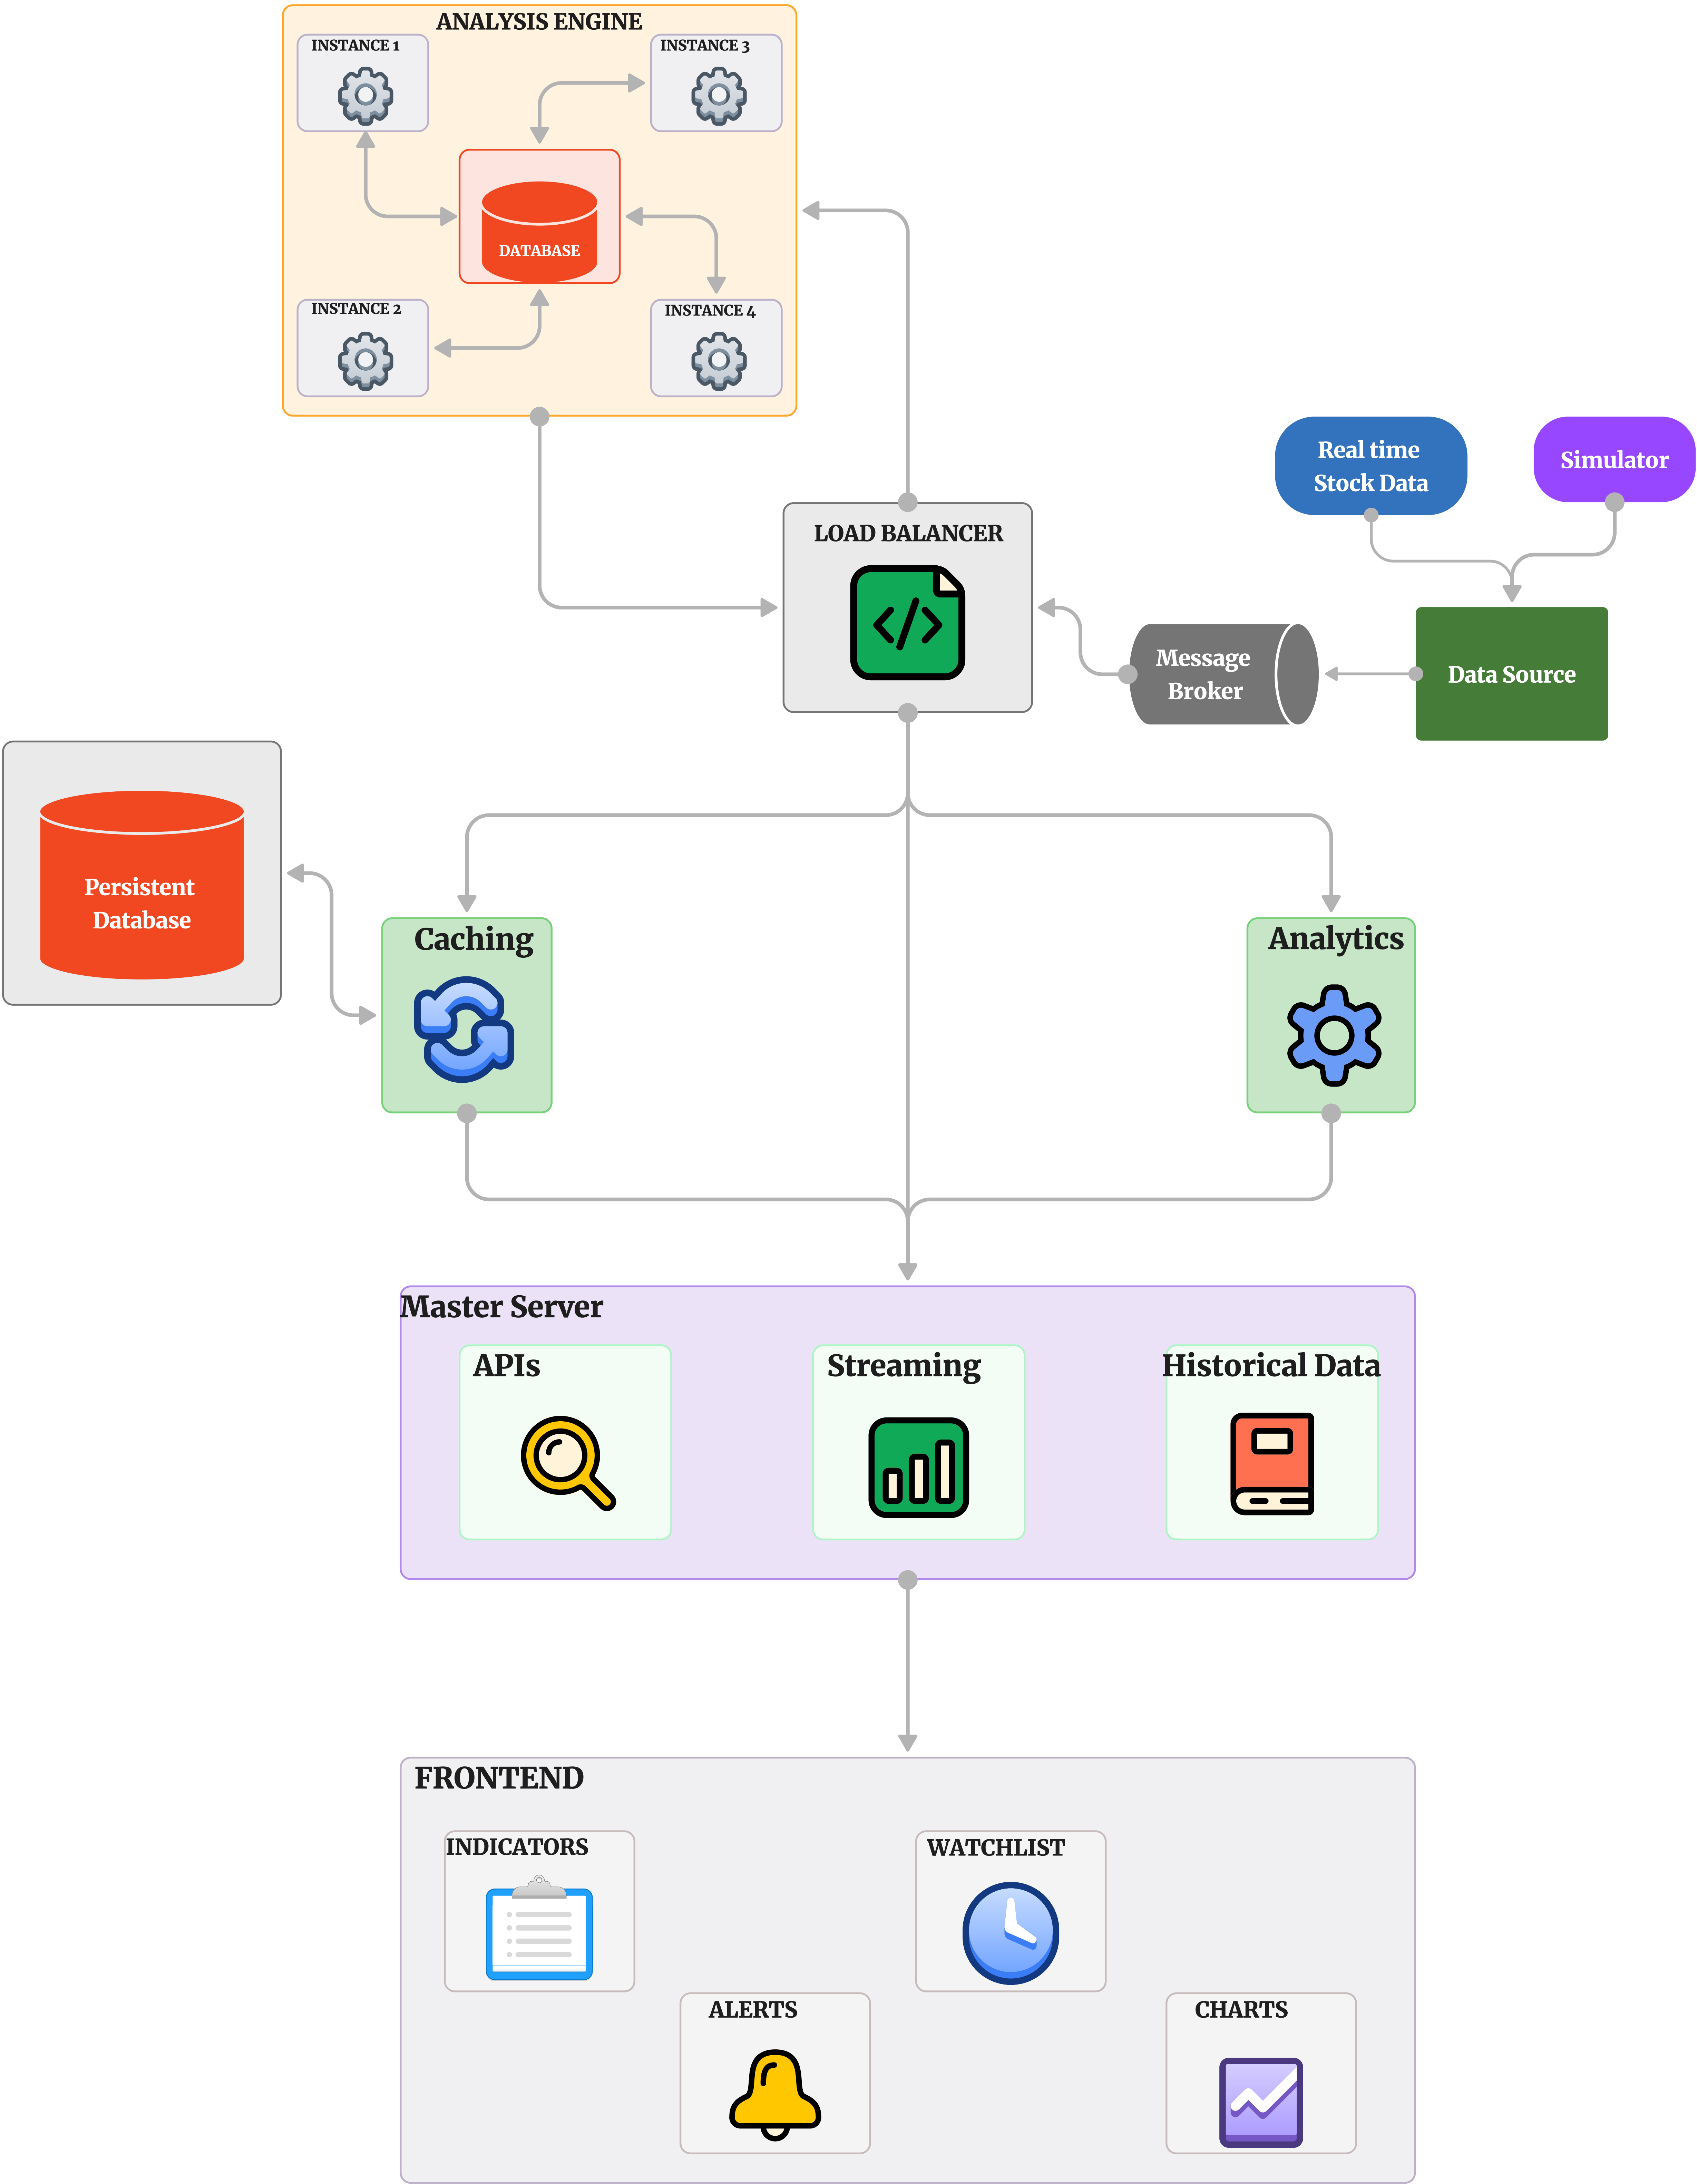 ANALYSIS ENGINE
INSTANCE 1
INSTANCE 3
DATABASE
INSTANCE 2
INSTANCE 4
Real time
Stock Data
Simulator
LOAD BALANCER
Message
Broker
Data Source
Persistent
Database
Caching
Analytics
Master Server
APIs
Streaming
Historical Data
FRONTEND
INDICATORS
WATCHLIST
ALERTS
CHARTS